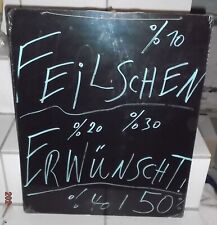 %10
FEILSCHEN
%20 %30
ERWÜNSCHT!
%40 / 50%